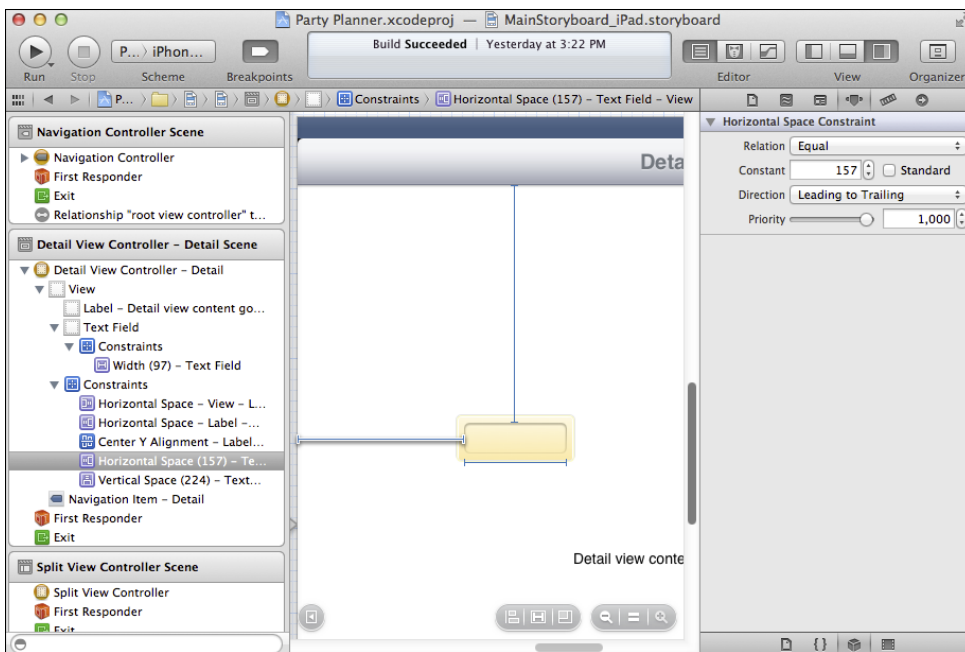 Party Planner.xcodeproj — MainStoryboard_iPad.storyboard
P...〉iPhon...
Build Succeeded | Yesterday at 3:22 PM
Run Stop Scheme Breakpoints Editor View Organizer
P... Constraints Horizontal Space (157) – Text Field – View
Navigation Controller Scene
Navigation Controller
First Responder
Exit
Relationship "root view controller" t...
Detail View Controller – Detail Scene
Detail View Controller – Detail
View
Label – Detail view content go...
Text Field
Constraints
Width (97) – Text Field
Constraints
Horizontal Space – View – L...
Horizontal Space – Label –...
Center Y Alignment – Label...
Horizontal Space (157) – Te...
Vertical Space (224) – Text...
Navigation Item – Detail
First Responder
Exit
Split View Controller Scene
Split View Controller
First Responder
Exit
Deta
Detail view conte
Horizontal Space Constraint
Relation Equal
Constant 157 Standard
Direction Leading to Trailing
Priority 1,000